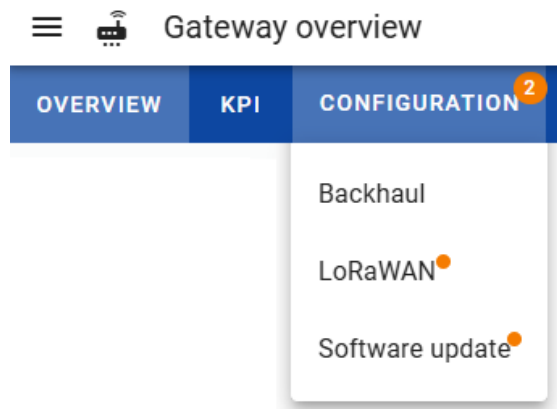 Gateway overview
OVERVIEW KPI CONFIGURATION 2
Backhaul
LoRaWAN
Software update